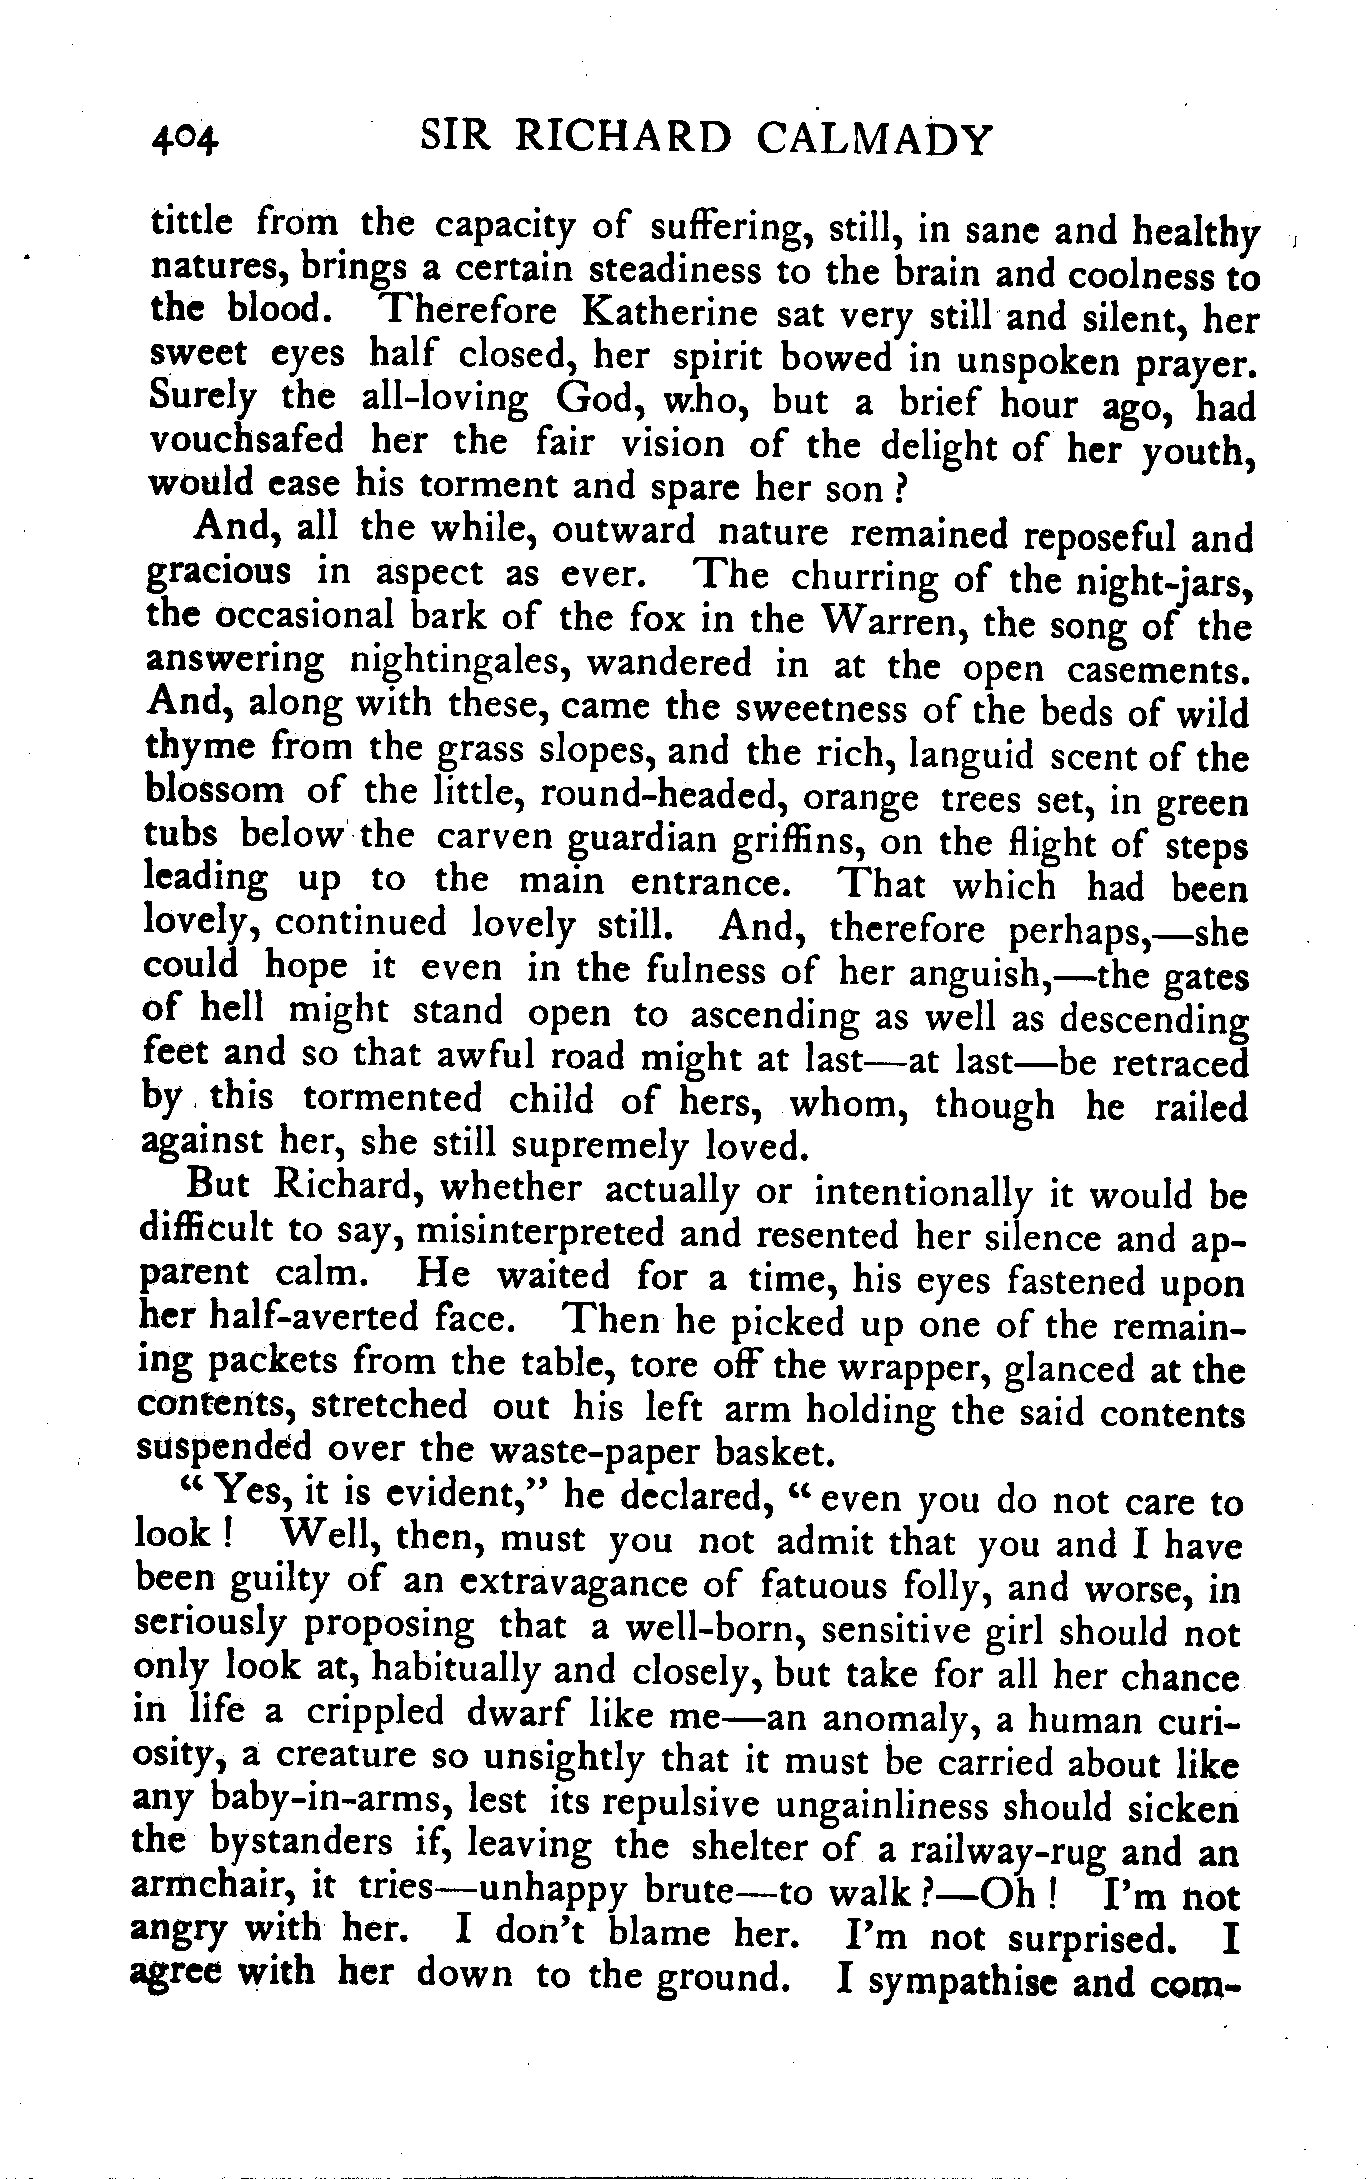 404 SIR RICHARD CALMADY
tittle from the capacity of suffering, still, in sane and healthy
natures, brings a certain steadiness to the brain and coolness to
the blood. Therefore Katherine sat very still and silent, her
sweet eyes half closed, her spirit bowed in unspoken prayer.
Surely the all-loving God, who, but a brief hour ago, had
vouchsafed her the fair vision of the delight of her youth,
would ease his torment and spare her son ?
And, all the while, outward nature remained reposeful and
gracious in aspect as ever. The churring of the night-jars,
the occasional bark of the fox in the Warren, the song of the
answering nightingales, wandered in at the open casements.
And, along with these, came the sweetness of the beds of wild
thyme from the grass slopes, and the rich, languid scent of the
blossom of the little, round-headed, orange trees set, in green
tubs below the carven guardian griffins, on the flight of steps
leading up to the main entrance. That which had been
lovely, continued lovely still. And, therefore perhaps,—she
could hope it even in the fulness of her anguish,—the gates
of hell might stand open to ascending as well as descending
feet and so that awful road might at last—at last—be retraced
by this tormented child of hers, whom, though he railed
against her, she still supremely loved.
But Richard, whether actually or intentionally it would be
difficult to say, misinterpreted and resented her silence and ap-
parent calm. He waited for a time, his eyes fastened upon
her half-averted face. Then he picked up one of the remain-
ing packets from the table, tore off the wrapper, glanced at the
contents, stretched out his left arm holding the said contents
suspended over the waste-paper basket.
“ Yes, it is evident,” he declared, “ even you do not care to
look ! Well, then, must you not admit that you and I have
been guilty of an extravagance of fatuous folly, and worse, in
seriously proposing that a well-born, sensitive girl should not
only look at, habitually and closely, but take for all her chance
in life a crippled dwarf like me—an anomaly, a human curi-
osity, a creature so unsightly that it must be carried about like
any baby-in-arms, lest its repulsive ungainliness should sicken
the bystanders if, leaving the shelter of a railway-rug and an
armchair, it tries—unhappy brute—to walk ?—Oh ! I’m not
angry with her. I don’t blame her. I’m not surprised. I
agree with her down to the ground. I sympathise and com-